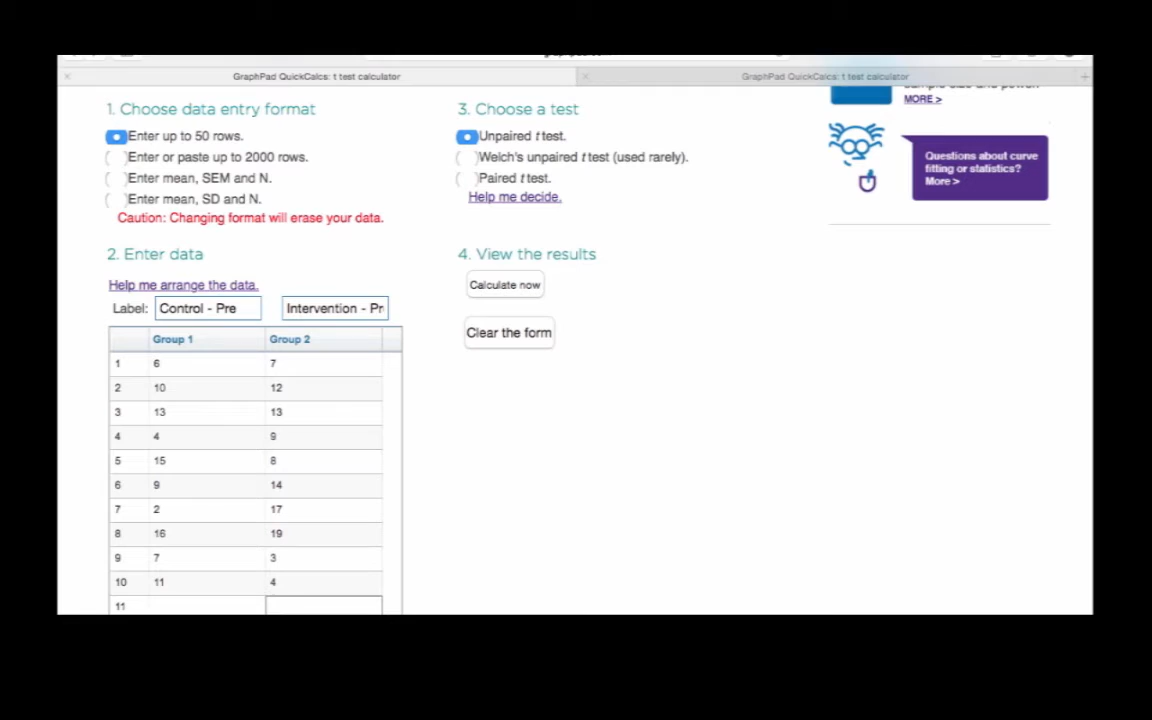 GraphPad QuickCalcs: t test calculator
GraphPad QuickCalcs: t test calculator
MORE >
Questions about curve
fitting or statistics?
More >
1. Choose data entry format
Enter up to 50 rows.
Enter or paste up to 2000 rows.
Enter mean, SEM and N.
Enter mean, SD and N.
Caution: Changing format will erase your data.
3. Choose a test
Unpaired t test.
Welch's unpaired t test (used rarely).
Paired t test.
Help me decide.
2. Enter data
Help me arrange the data.
Label: Control - Pre Intervention - Pr
Group 1 Group 2
1 6 7
2 10 12
3 13 13
4 4 9
5 15 8
6 9 14
7 2 17
8 16 19
9 7 3
10 11 4
11
4. View the results
Calculate now
Clear the form